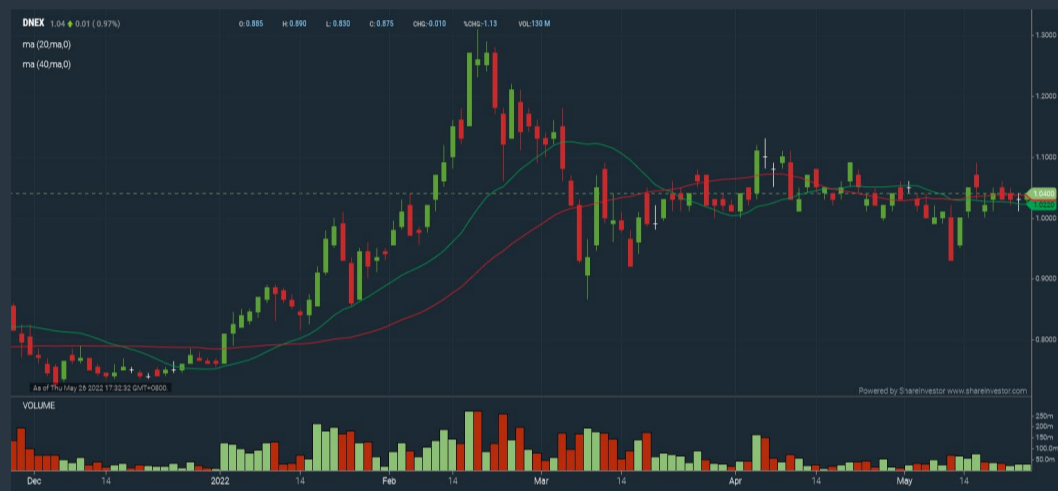 DNEX 1.04 0.01 ( 0.97%) O: 0.865 H: 0.890 L: 0.830 C: 0.875 CHG:-0.010 %CHG:-1.13 VOL:130 M
ma (20,ma,0)
ma (40,ma,0)
1.3000
1.2000
1.1000
1.0400
1.0000
0.9000
0.8000
As of Thu May 26 2022 17:32:32 GMT+0800.
Powered by ShareInvestor www.shareinvestor.com
VOLUME
250m
200m
150m
100.0m
50.0m
Dec 14 2022 14 Feb 14 Mar 14 Apr 14 May 14